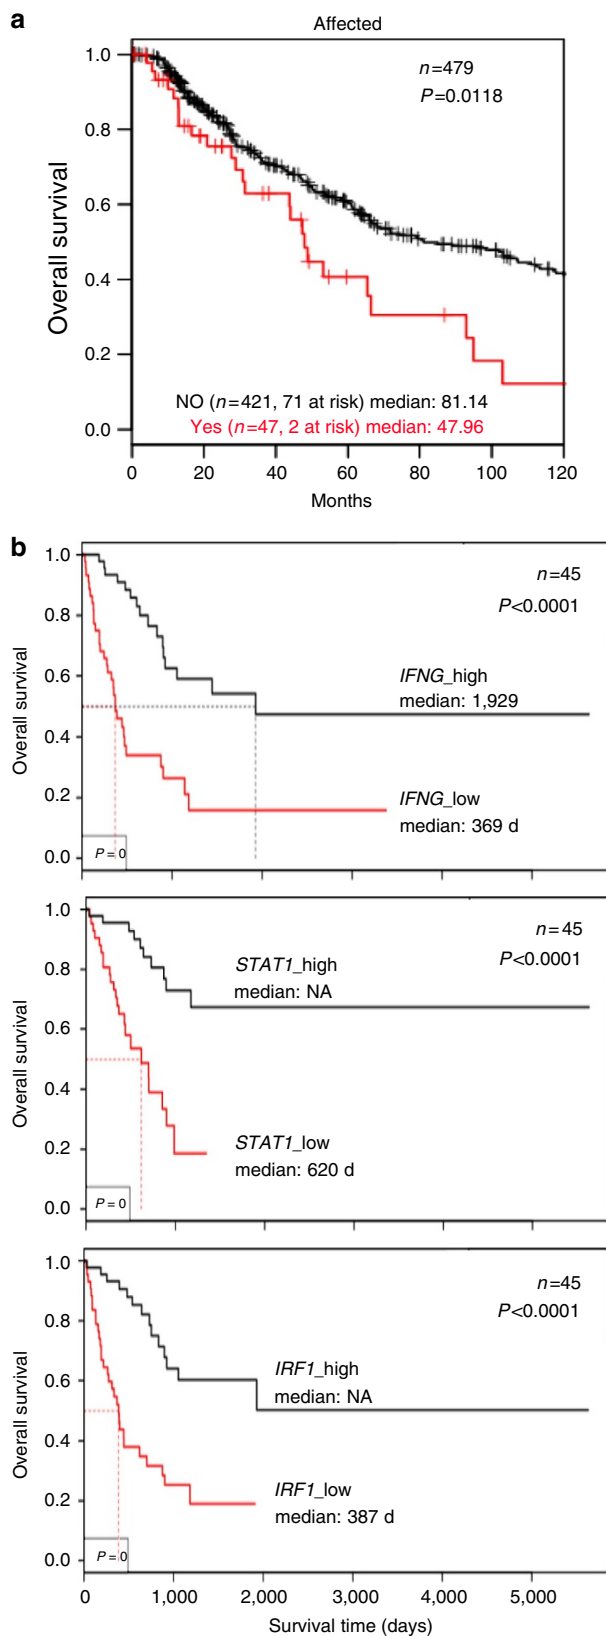 a
Affected
n=479
P=0.0118
1.0
0.8
0.6
0.4
0.2
0.0
Overall survival
NO (n=421, 71 at risk) median: 81.14
Yes (n=47, 2 at risk) median: 47.96
0 20 40 60 80 100 120
Months
b
1.0
0.8
0.6
0.4
0.2
0.0
Overall survival
n=45
P<0.0001
IFNG_high
median: 1,929
IFNG_low
median: 369 d
P=0
1.0
0.8
0.6
0.4
0.2
0.0
Overall survival
n=45
P<0.0001
STAT1_high
median: NA
STAT1_low
median: 620 d
P=0
1.0
0.8
0.6
0.4
0.2
0.0
Overall survival
n=45
P<0.0001
IRF1_high
median: NA
IRF1_low
median: 387 d
P=0
0 1,000 2,000 3,000 4,000 5,000
Survival time (days)